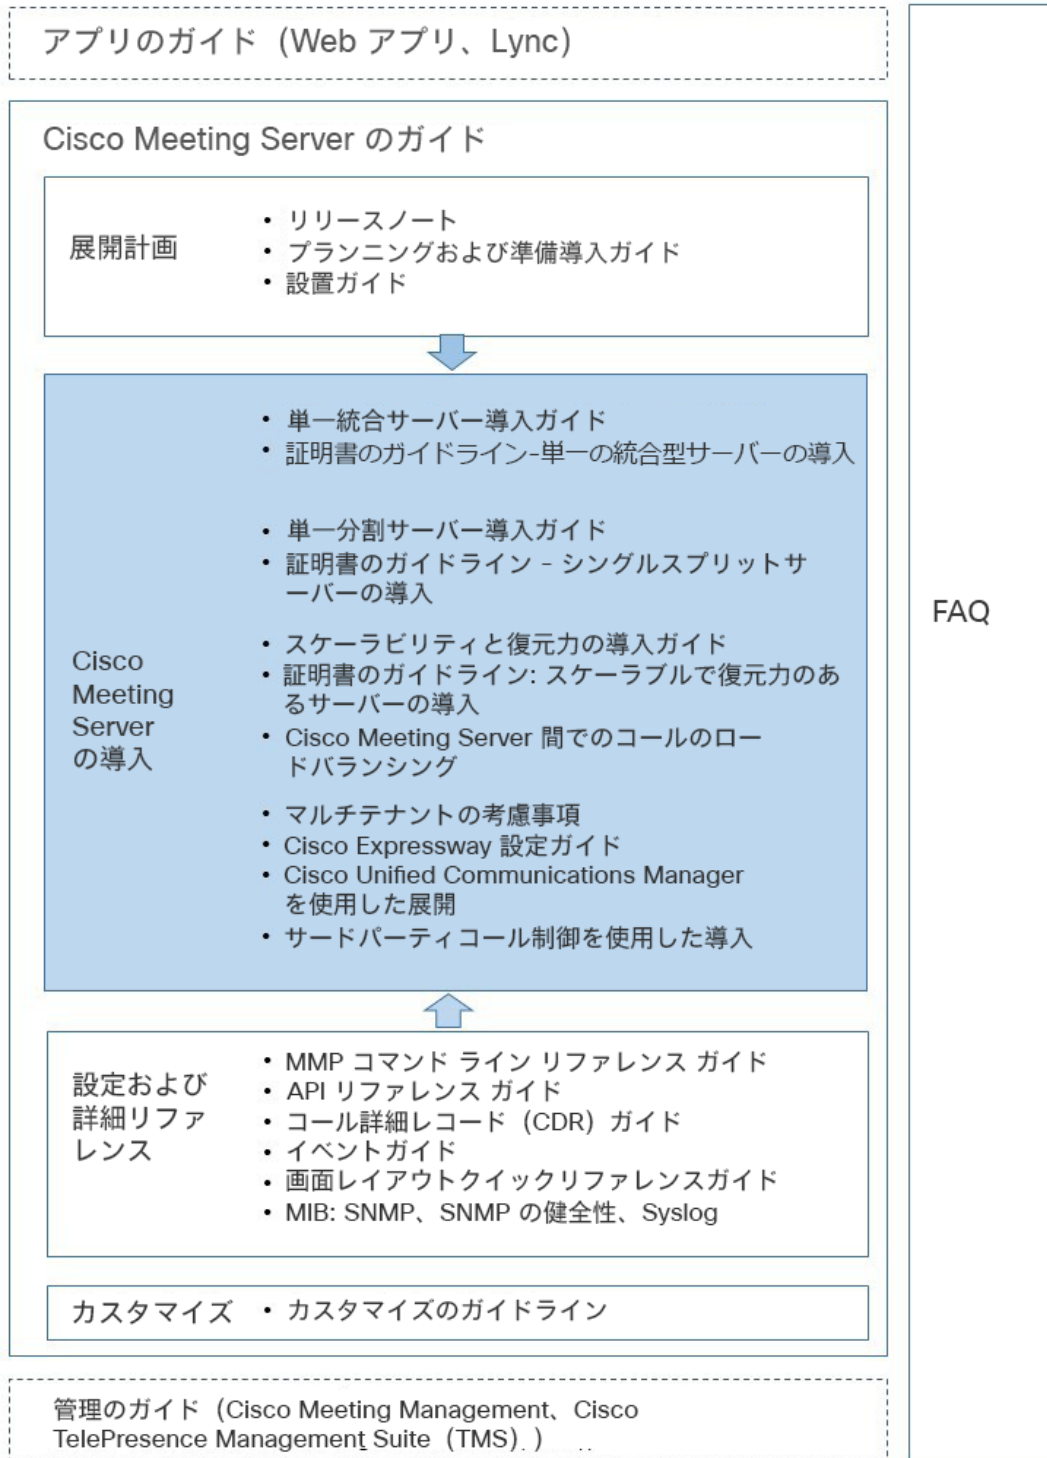 アプリのガイド（Web アプリ、Lync）
Cisco Meeting Server のガイド
展開計画
• リリースノート
• プランニングおよび準備導入ガイド
• 設置ガイド
Cisco
Meeting
Server
の導入
• 単一統合サーバー導入ガイド
• 証明書のガイドライン-単一の統合型サーバーの導入
• 単一分割サーバー導入ガイド
• 証明書のガイドライン - シングルスプリットサ
ーバーの導入
• スケーラビリティと復元力の導入ガイド
• 証明書のガイドライン: スケーラブルで復元力のあ
るサーバーの導入
• Cisco Meeting Server 間でのコールのロー
ドバランシング
• マルチテナントの考慮事項
• Cisco Expressway 設定ガイド
• Cisco Unified Communications Manager
を使用した展開
• サードパーティコール制御を使用した導入
設定および
詳細リファ
レンス
• MMP コマンド ライン リファレンス ガイド
• API リファレンス ガイド
• コール詳細レコード（CDR）ガイド
• イベントガイド
• 画面レイアウトクイックリファレンスガイド
• MIB: SNMP、SNMP の健全性、Syslog
カスタマイズ
• カスタマイズのガイドライン
管理のガイド（Cisco Meeting Management、Cisco
TelePresence Management Suite（TMS））
FAQ